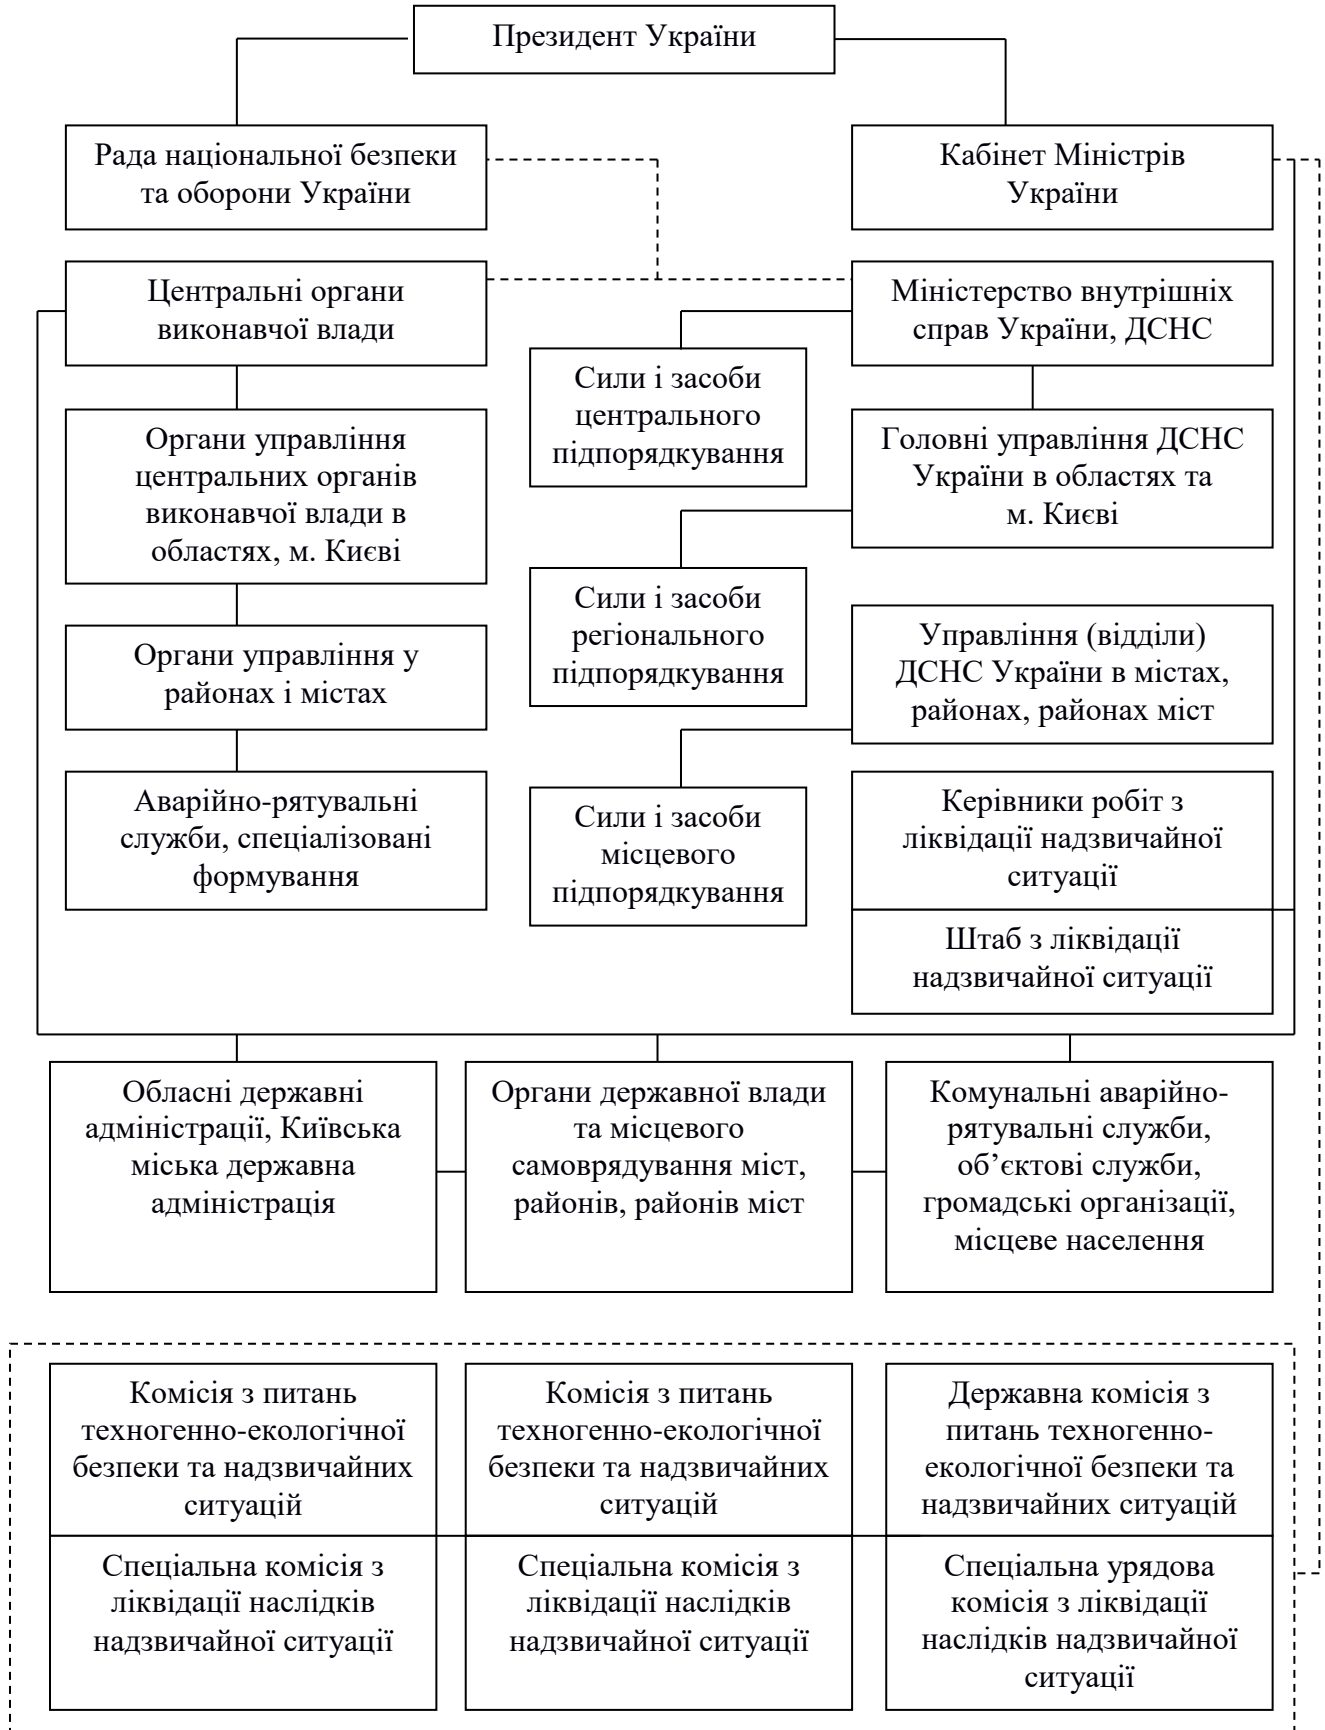 Президент України
Рада національної безпеки
та оборони України
Кабінет Міністрів
України
Центральні органи
виконавчої влади
Міністерство внутрішніх
справ України, ДСНС
Сили і засоби
центрального
підпорядкування
Органи управління
центральних органів
виконавчої влади в
областях, м. Києві
Головні управління ДСНС
України в областях та
м. Києві
Сили і засоби
регіонального
підпорядкування
Органи управління у
районах і містах
Управління (відділи)
ДСНС України в містах,
районах, районах міст
Аварійно-рятувальні
служби, спеціалізовані
формування
Сили і засоби
місцевого
підпорядкування
Керівники робіт з
ліквідації надзвичайної
ситуації
Штаб з ліквідації
надзвичайної ситуації
Обласні державні
адміністрації, Київська
міська державна
адміністрація
Органи державної влади
та місцевого
самоврядування міст,
районів, районів міст
Комунальні аварійно-
рятувальні служби,
об’єктові служби,
громадські організації,
місцеве населення
Комісія з питань
техногенно-екологічної
безпеки та надзвичайних
ситуацій
Комісія з питань
техногенно-екологічної
безпеки та надзвичайних
ситуацій
Державна комісія з
питань техногенно-
екологічної безпеки та
надзвичайних ситуацій
Спеціальна комісія з
ліквідації наслідків
надзвичайної ситуації
Спеціальна комісія з
ліквідації наслідків
надзвичайної ситуації
Спеціальна урядова
комісія з ліквідації
наслідків надзвичайної
ситуації